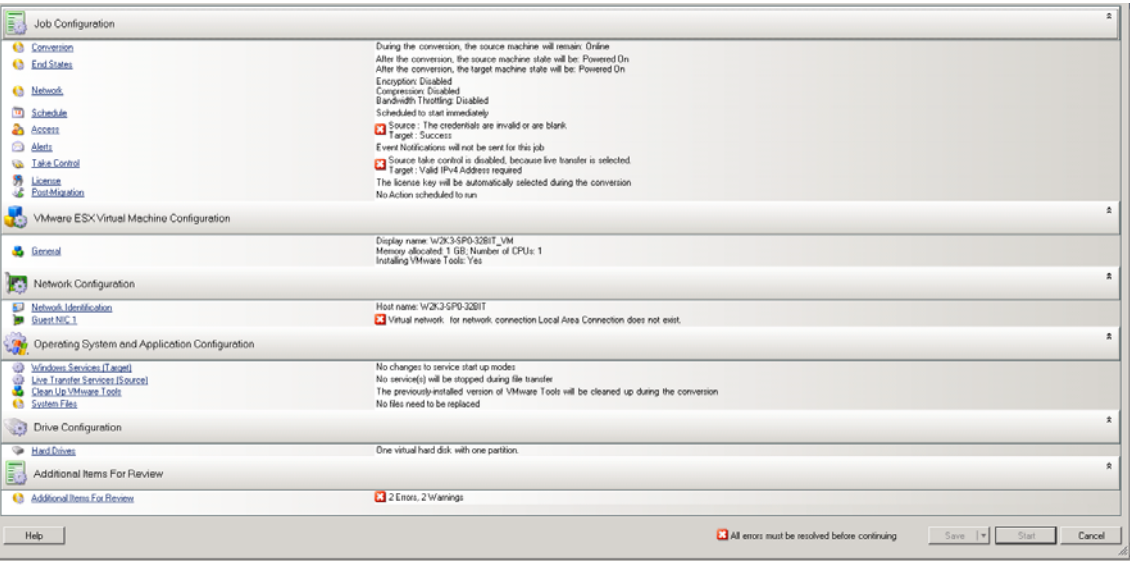 Job Configuration
Conversion
During the conversion, the source machine will remain: Online
End States
After the conversion, the source machine state will be: Powered On
After the conversion, the target machine state will be: Powered On
Network
Encryption: Disabled
Compression: Disabled
Bandwidth Throttling: Disabled
Schedule
Scheduled to start immediately
Access
Source : The credentials are invalid or are blank
Target : Success
Alerts
Event Notifications will not be sent for this job
Take Control
Source take control is disabled, because live transfer is selected.
Target : Valid IPv4 Address required
License
The license key will be automatically selected during the conversion
Post-Migration
No Action scheduled to run
VMware ESX Virtual Machine Configuration
General
Display name: W2K3-SP0-32BIT_VM
Memory allocated: 1 GB; Number of CPUs: 1
Installing VMware Tools: Yes
Network Configuration
Network Identification
Host name: W2K3-SP0-32BIT
Guest NIC 1
Virtual network for network connection Local Area Connection does not exist.
Operating System and Application Configuration
Windows Services (Target)
No changes to service start up modes
Live Transfer Services (Source)
No service(s) will be stopped during file transfer
Clean Up VMware Tools
The previously-installed version of VMware Tools will be cleaned up during the conversion
System Files
No files need to be replaced
Drive Configuration
Hard Drives
One virtual hard disk with one partition.
Additional Items For Review
Additional Items For Review
2 Errors, 2 Warnings
Help
All errors must be resolved before continuing
Save
Start
Cancel